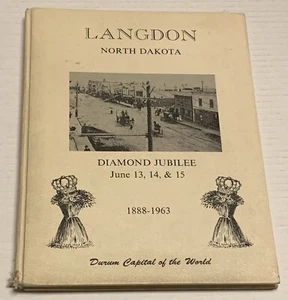 LANGDON
NORTH DAKOTA
DIAMOND JUBILEE
June 13, 14, & 15
1888-1963
Durum Capital of the World